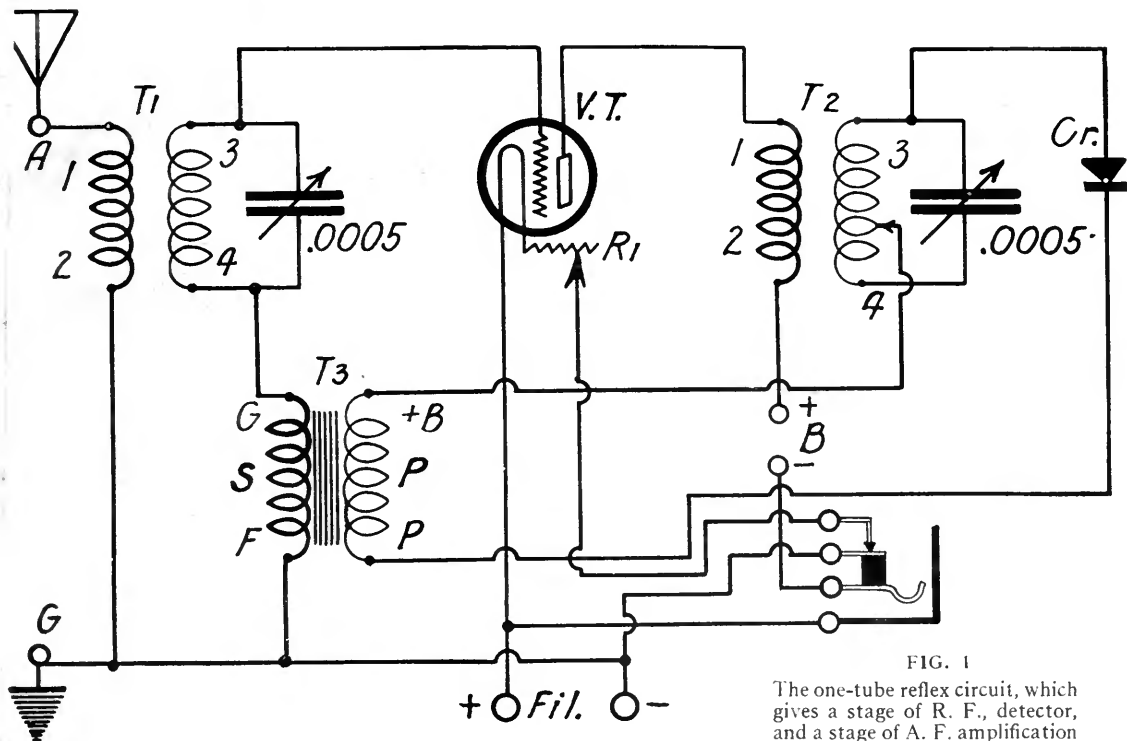 T1
T2
V.T.
Cr.
A
1
2
3
4
.0005
R1
1
2
3
4
.0005
T3
G
S
F
+B
P
P
+
B
-
G
+ Fil. -
FIG. 1
The one-tube reflex circuit, which
gives a stage of R. F., detector,
and a stage of A. F. amplification